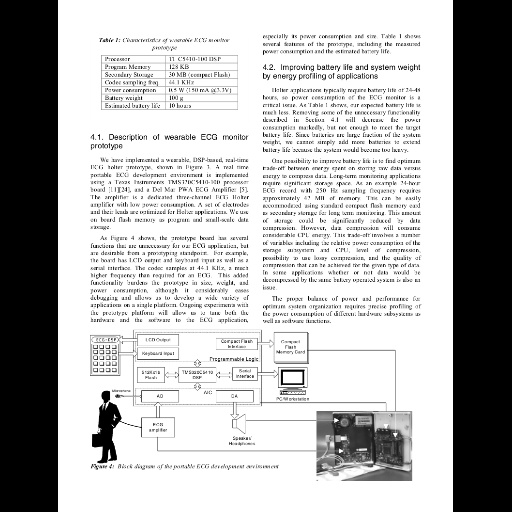 Table 1: Characteristics of wearable ECG monitor
prototype
Processor TI C5410-100 DSP
Program Memory 128 KB
Secondary Storage 30 MB (compact Flash)
Codec sampling freq. 44.1 KHz
Power consumption 0.5 W (150 mA @3.3V)
Battery weight 100 g
Estimated battery life 10 hours
4.1. Description of wearable ECG monitor
prototype
We have implemented a wearable, DSP-based, real-time
ECG holter prototype, shown in Figure 3. A real time
portable ECG development environment is implemented
using a Texas Instruments TMS320C5410-100 processor
board [11][24], and a Del Mar PWA ECG Amplifier [5].
The amplifier is a dedicated three-channel ECG Holter
amplifier with low power consumption. A set of electrodes
and their leads are optimized for Holter applications. We use
on board flash memory as program and small-scale data
storage.
As Figure 4 shows, the prototype board has several
functions that are unnecessary for our ECG application, but
are desirable from a prototyping standpoint. For example,
the board has LCD output and keyboard input as well as a
serial interface. The codec samples at 44.1 KHz, a much
higher frequency than required for an ECG. This added
functionality burdens the prototype in size, weight, and
power consumption, although it considerably eases
debugging and allows us to develop a wide variety of
applications on a single platform. Ongoing experiments with
the prototype platform will allow us to tune both the
hardware and the software to the ECG application,
especially its power consumption and size. Table 1 shows
several features of the prototype, including the measured
power consumption and the estimated battery life.
4.2. Improving battery life and system weight
by energy profiling of applications
Holter applications typically require battery life of 24-48
hours, so power consumption of the ECG monitor is a
critical issue. As Table 1 shows, our expected battery life is
much less. Removing some of the unnecessary functionality
described in Section 4.1 will decrease the power
consumption markedly, but not enough to meet the target
battery life. Since batteries are large fraction of the system
weight, we cannot simply add more batteries to extend
battery life because the system would become too heavy.
One possibility to improve battery life is to find optimum
trade-off between energy spent on storing raw data versus
energy to compress data. Long-term monitoring applications
require significant storage space. As an example 24-hour
ECG record with 250 Hz sampling frequency requires
approximately 42 MB of memory. This can be easily
accommodated using standard compact flash memory card
as secondary storage for long term monitoring. This amount
of storage could be significantly reduced by data
compression. However, data compression will consume
considerable CPU energy. This trade-off involves a number
of variables including the relative power consumption of the
storage subsystem and CPU, level of compression,
possibility to use lossy compression, and the quality of
compression that can be achieved for the given type of data.
In some applications whether or not data would be
decompressed by the same battery operated system is also an
issue.
The proper balance of power and performance for
optimum system organization requires precise profiling of
the power consumption of different hardware subsystems as
well as software functions.
ECG-DSP
LCD Output
Keyboard Input
Compact Flash
Interface
Compact
Flash
Memory Card
Programmable Logic
512Kx16
Flash
TMS320C5410
DSP
Serial
Interface
PC/Workstation
Microphone
AIC
AD
DA
ECG
amplifier
Speaker/
Headphones
Figure 4: Block diagram of the portable ECG development environment